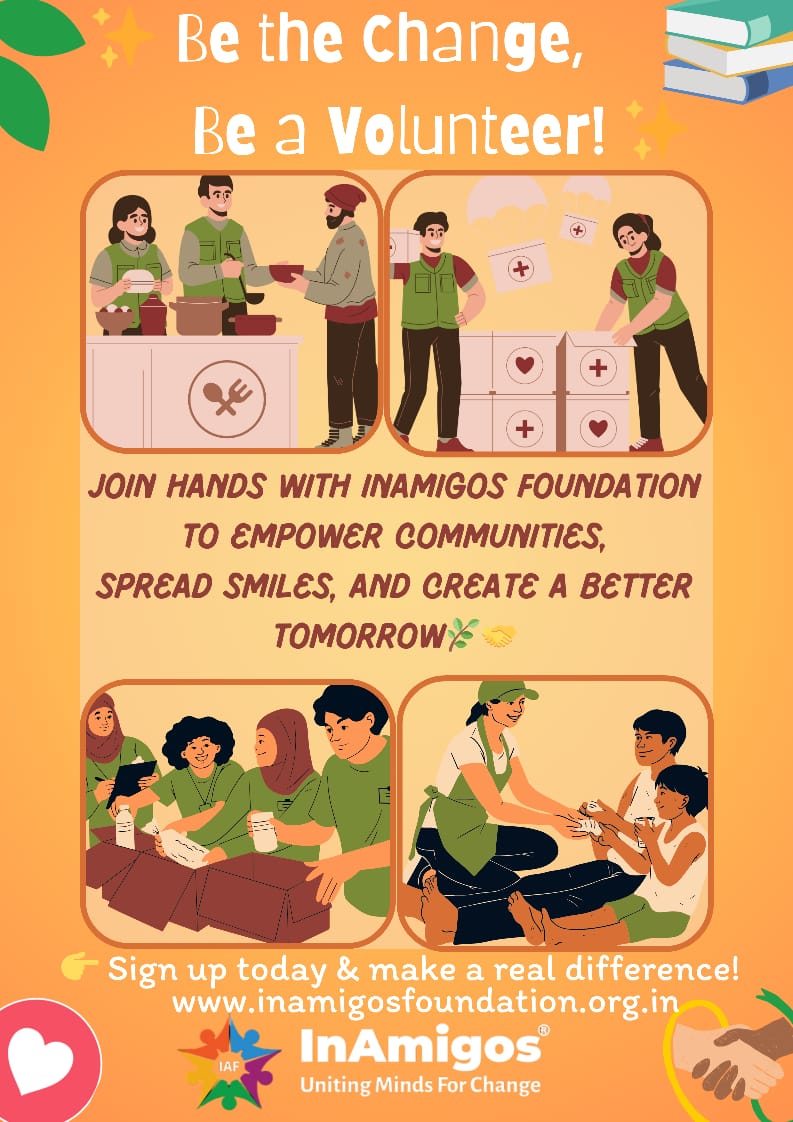 Be the Change,
Be a Volunteer!
JOIN HANDS WITH INAMIGOS FOUNDATION
TO EMPOWER COMMUNITIES,
SPREAD SMILES, AND CREATE A BETTER
TOMORROW🌿🤝
👉 Sign up today & make a real difference!
www.inamigosfoundation.org.in
IAF
InAmigos®
Uniting Minds For Change